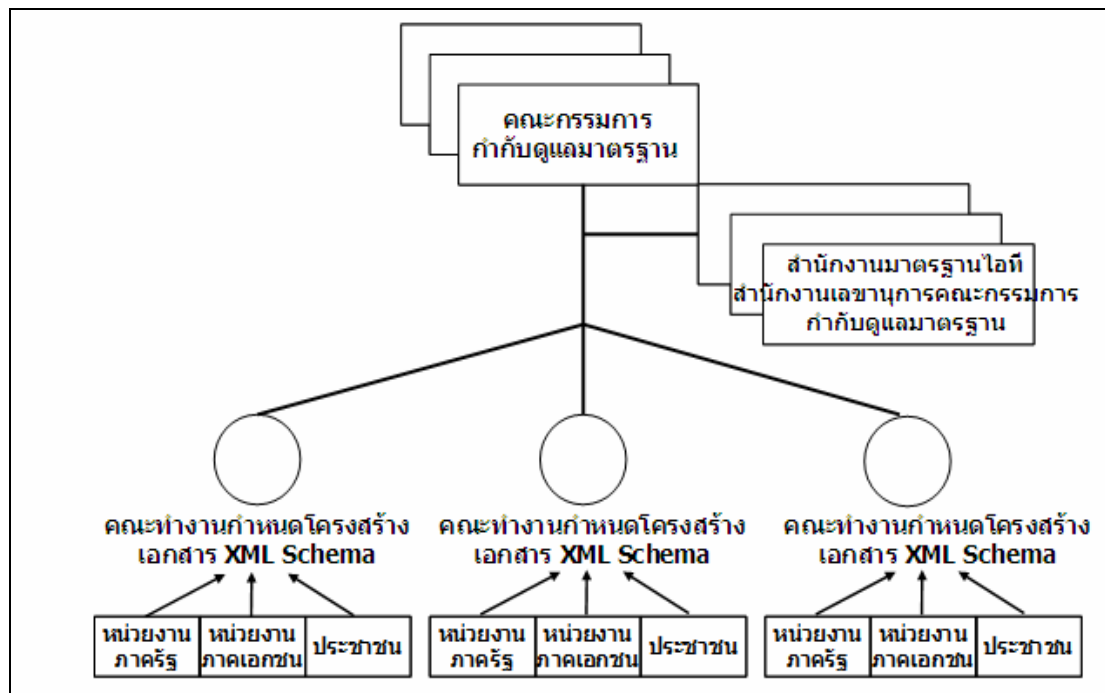 คณะกรรมการ
กำกับดูแลมาตรฐาน
สำนักงานมาตรฐานไอที
สำนักงานเลขานุการคณะกรรมการ
กำกับดูแลมาตรฐาน
คณะทำงานกำหนดโครงสร้าง
เอกสาร XML Schema
คณะทำงานกำหนดโครงสร้าง
เอกสาร XML Schema
คณะทำงานกำหนดโครงสร้าง
เอกสาร XML Schema
หน่วยงาน
ภาครัฐ
หน่วยงาน
ภาคเอกชน
ประชาชน
หน่วยงาน
ภาครัฐ
หน่วยงาน
ภาคเอกชน
ประชาชน
หน่วยงาน
ภาครัฐ
หน่วยงาน
ภาคเอกชน
ประชาชน